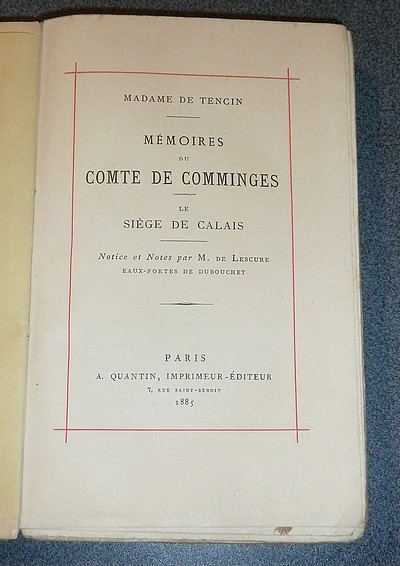 MADAME DE TENCIN
MÉMOIRES
DU
COMTE DE COMMINGES
LE
SIÈGE DE CALAIS
Notice et Notes par M. DE LESCURE
EAUX-FORTES DE DUBOUCHET
PARIS
A. QUANTIN, IMPRIMEUR-ÉDITEUR
7, RUE SAINT-BENOIT
1885